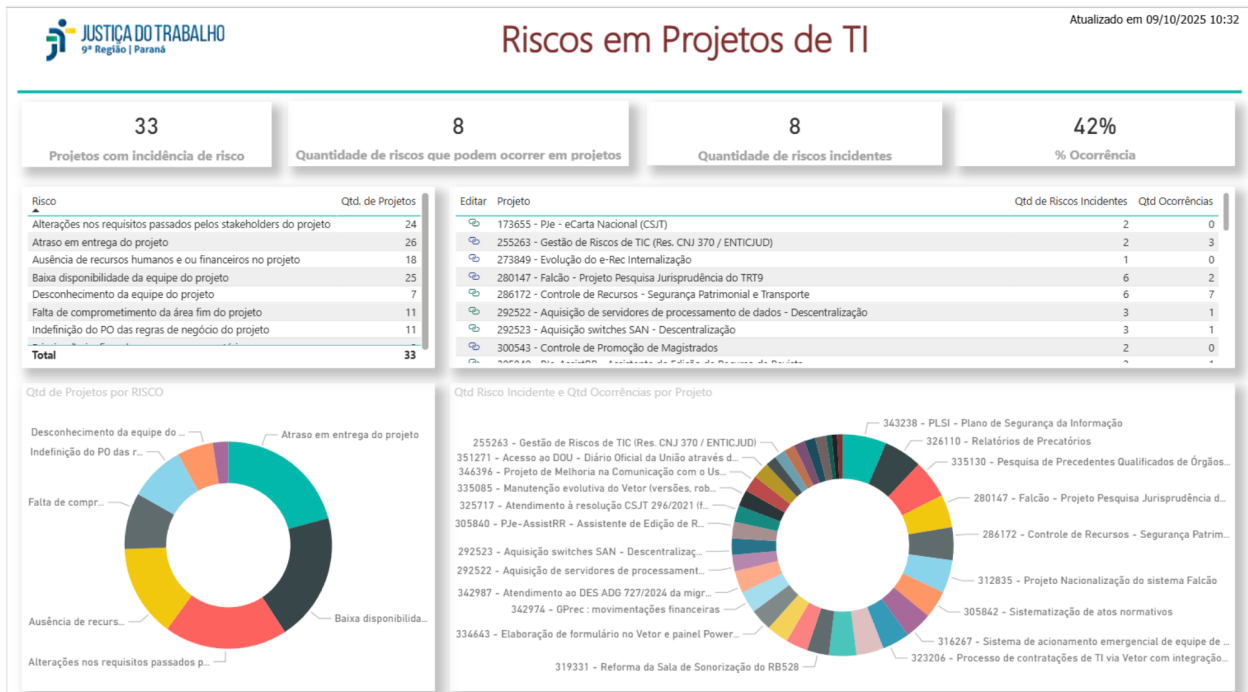 JUSTIÇA DO TRABALHO
9ª Região | Paraná
Riscos em Projetos de TI
Atualizado em 09/10/2025 10:32
33
Projetos com incidência de risco
8
Quantidade de riscos que podem ocorrer em projetos
8
Quantidade de riscos incidentes
42%
% Ocorrência
Risco Qtd. de Projetos
Alterações nos requisitos passados pelos stakeholders do projeto 24
Atraso em entrega do projeto 26
Ausência de recursos humanos e ou financeiros no projeto 18
Baixa disponibilidade da equipe do projeto 25
Desconhecimento da equipe do projeto 7
Falta de comprometimento da área fim do projeto 11
Indefinição do PO das regras de negócio do projeto 11
Total 33
Editar Projeto Qtd de Riscos Incidentes Qtd Ocorrências
173655 - PJe - eCarta Nacional (CSJT) 2 0
255263 - Gestão de Riscos de TIC (Res. CNJ 370 / ENTICJUD) 2 3
273849 - Evolução do e-Rec Internalização 1 0
280147 - Falcão - Projeto Pesquisa Jurisprudência do TRT9 6 2
286172 - Controle de Recursos - Segurança Patrimonial e Transporte 6 7
292522 - Aquisição de servidores de processamento de dados - Descentralização 3 1
292523 - Aquisição switches SAN - Descentralização 3 1
300543 - Controle de Promoção de Magistrados 2 0
Qtd de Projetos por RISCO
Desconhecimento da equipe do ...
Indefinição do PO das r...
Falta de compr...
Ausência de recurs...
Alterações nos requisitos passados p...
Atraso em entrega do projeto
Baixa disponibilida...
Qtd Risco Incidente e Qtd Ocorrências por Projeto
255263 - Gestão de Riscos de TIC (Res. CNJ 370 / ENTICJUD)
351271 - Acesso ao DOU - Diário Oficial da União através d...
346396 - Projeto de Melhoria na Comunicação com o Us...
335085 - Manutenção evolutiva do Vetor (versões, rob...
325717 - Atendimento à resolução CSJT 296/2021 (f...
305840 - PJe-AssistRR - Assistente de Edição de R...
292523 - Aquisição switches SAN - Descentralizaç...
292522 - Aquisição de servidores de processament...
342987 - Atendimento ao DES ADG 727/2024 da migr...
342974 - GPrec : movimentações financeiras
334643 - Elaboração de formulário no Vetor e painel Power...
319331 - Reforma da Sala de Sonorização do RB528
343238 - PLSI - Plano de Segurança da Informação
326110 - Relatórios de Precatórios
335130 - Pesquisa de Precedentes Qualificados de Órgãos...
280147 - Falcão - Projeto Pesquisa Jurisprudência d...
286172 - Controle de Recursos - Segurança Patrim...
312835 - Projeto Nacionalização do sistema Falcão
305842 - Sistematização de atos normativos
316267 - Sistema de acionamento emergencial de equipe de ...
323206 - Processo de contratações de TI via Vetor com integração...